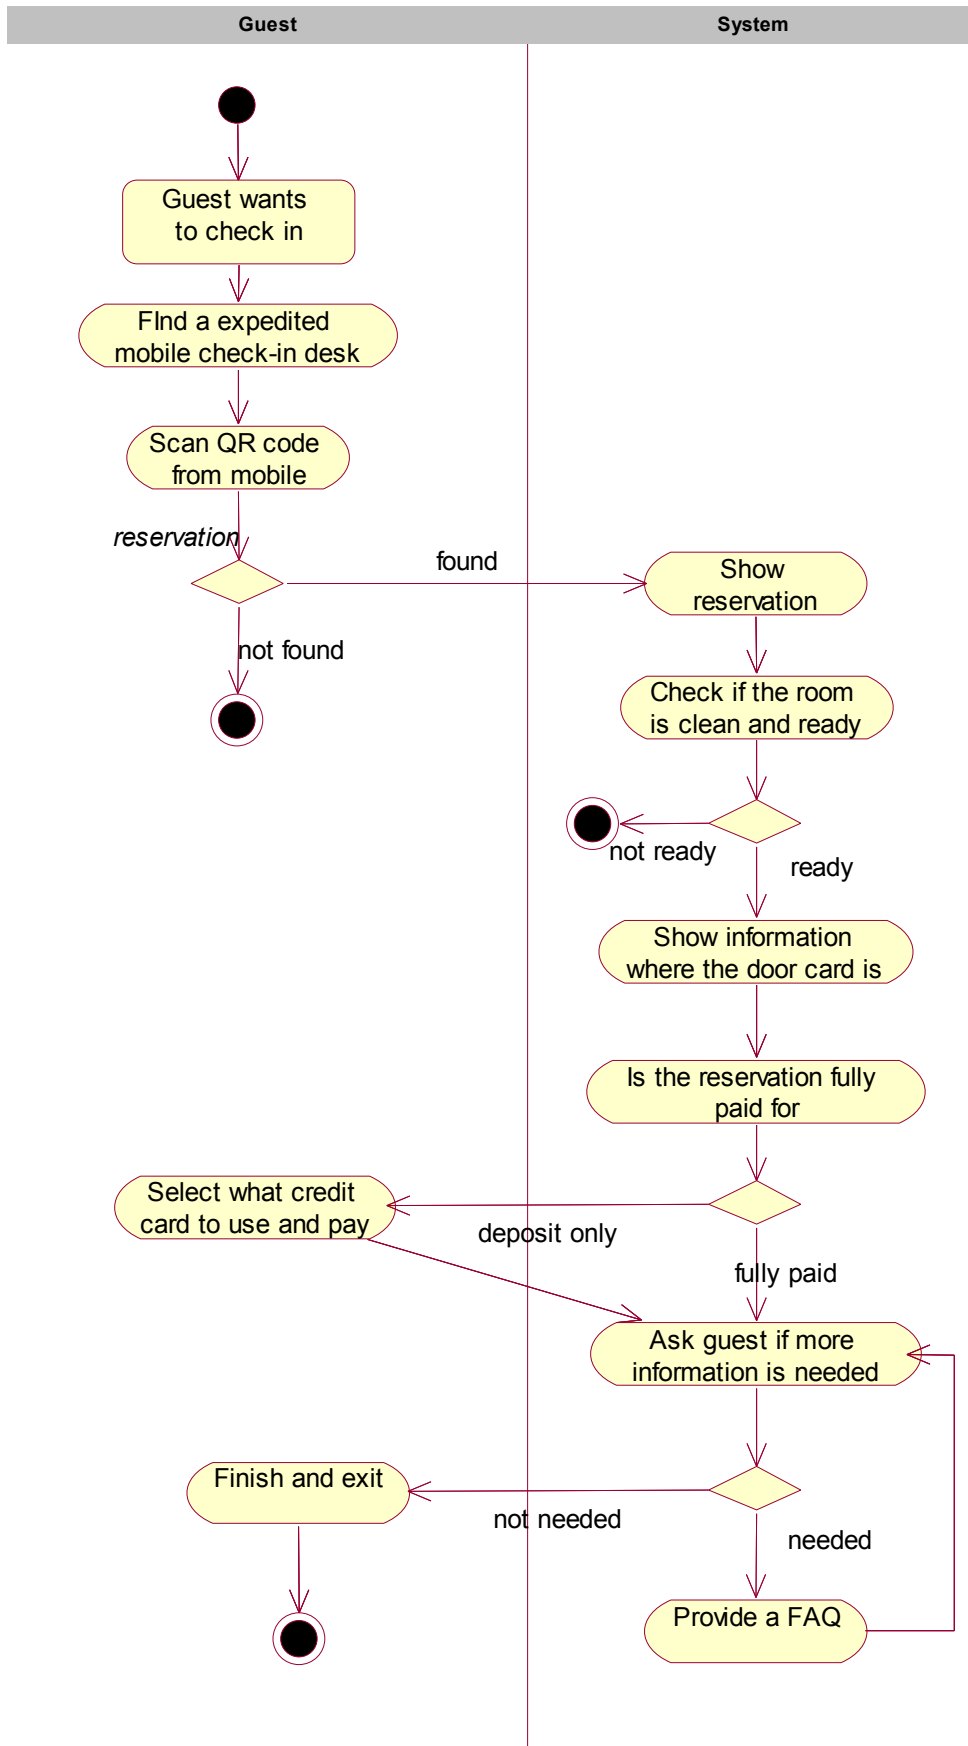 Guest
System
Guest wants
to check in
FInd a expedited
mobile check-in desk
Scan QR code
from mobile
reservation
found
Show
reservation
not found
Check if the room
is clean and ready
not ready
ready
Show information
where the door card is
Is the reservation fully
paid for
Select what credit
card to use and pay
deposit only
fully paid
Ask guest if more
information is needed
Finish and exit
not needed
needed
Provide a FAQ